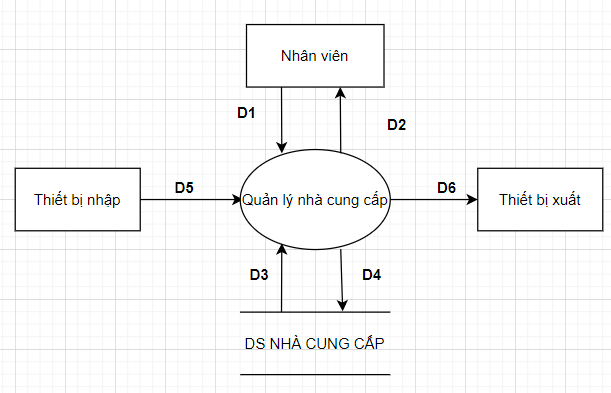 Nhân viên
D1
D2
Thiết bị nhập
D5
Quản lý nhà cung cấp
D6
Thiết bị xuất
D3
D4
DS NHÀ CUNG CẤP